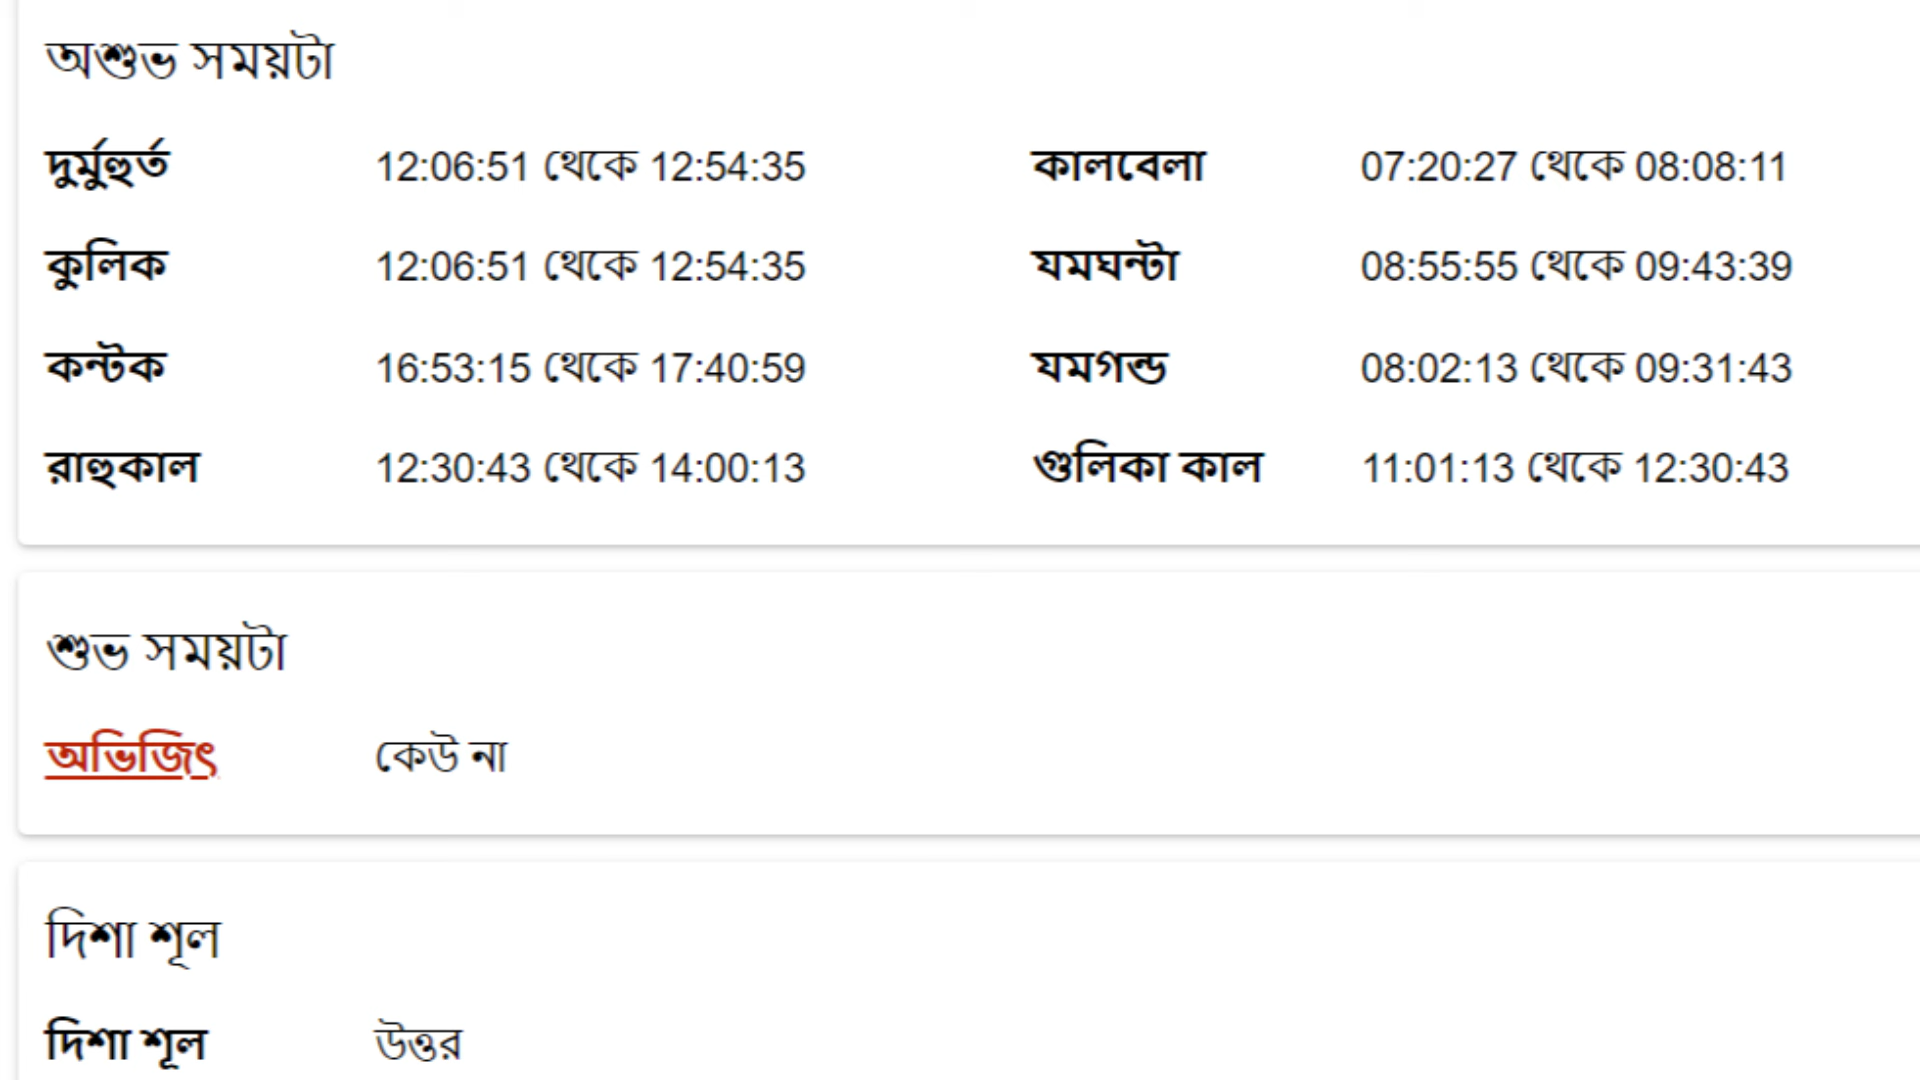 অশুভ সময়টা
দুর্মুহুর্ত 12:06:51 থেকে 12:54:35 কালবেলা 07:20:27 থেকে 08:08:11
কুলিক 12:06:51 থেকে 12:54:35 যমঘন্টা 08:55:55 থেকে 09:43:39
কন্টক 16:53:15 থেকে 17:40:59 যমগন্ড 08:02:13 থেকে 09:31:43
রাহুকাল 12:30:43 থেকে 14:00:13 গুলিকা কাল 11:01:13 থেকে 12:30:43
শুভ সময়টা
অভিজিৎ কেউ না
দিশা শূল
দিশা শূল উত্তর